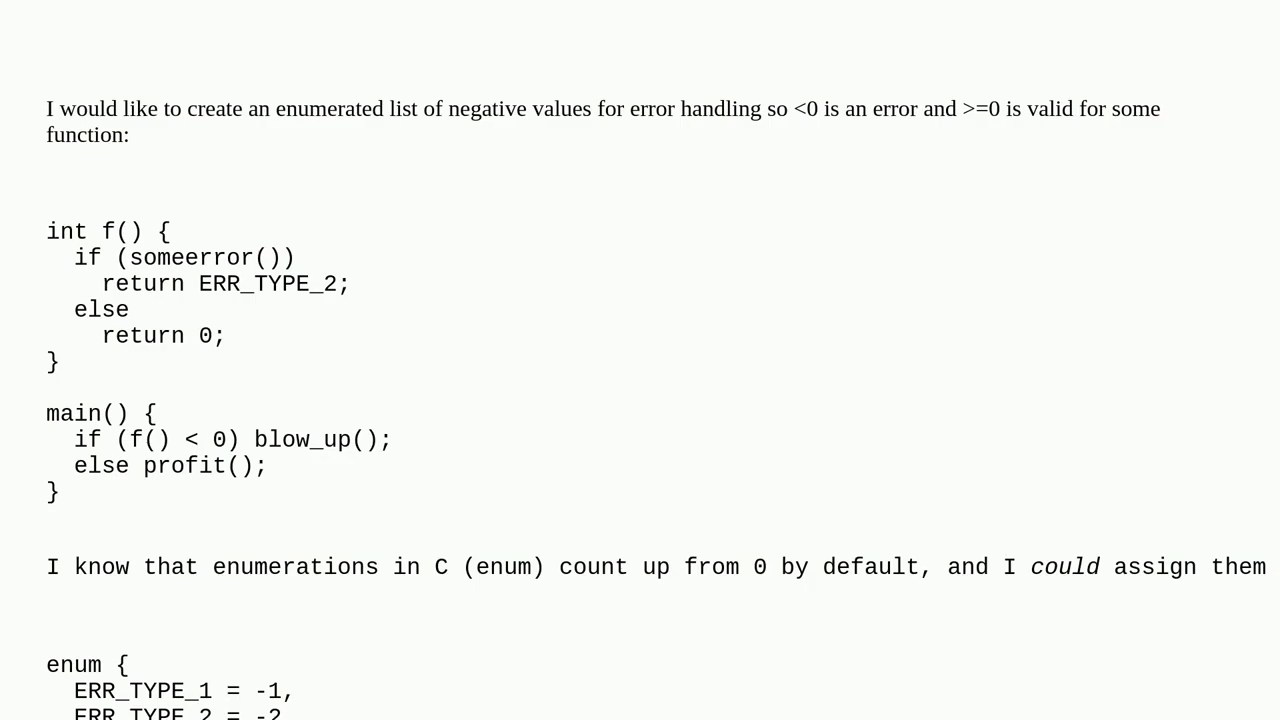 I would like to create an enumerated list of negative values for error handling so <0 is an error and >=0 is valid for some
function:
int f() {
  if (someerror())
    return ERR_TYPE_2;
  else
    return 0;
}
main() {
  if (f() < 0) blow_up();
  else profit();
}
I know that enumerations in C (enum) count up from 0 by default, and I could assign them
enum {
  ERR_TYPE_1 = -1,
  ERR_TYPE_2 = -2